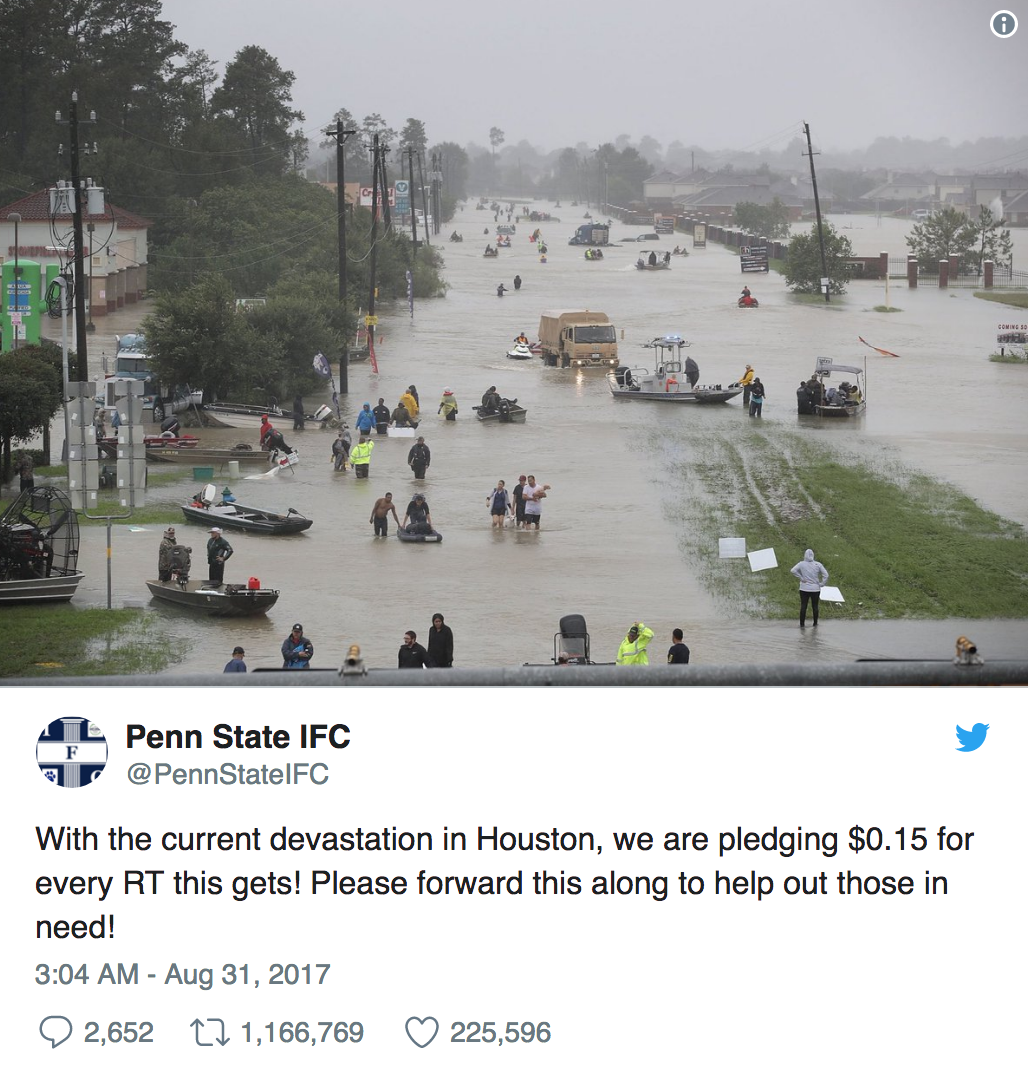 COMING SO
F
Penn State IFC
@PennStateIFC
With the current devastation in Houston, we are pledging $0.15 for
every RT this gets! Please forward this along to help out those in
need!
3:04 AM - Aug 31, 2017
2,652 1,166,769 225,596